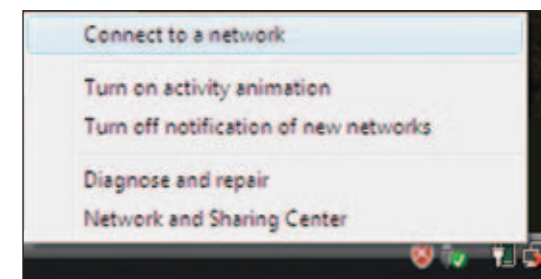 Connect to a network
Turn on activity animation
Turn off notification of new networks
Diagnose and repair
Network and Sharing Center